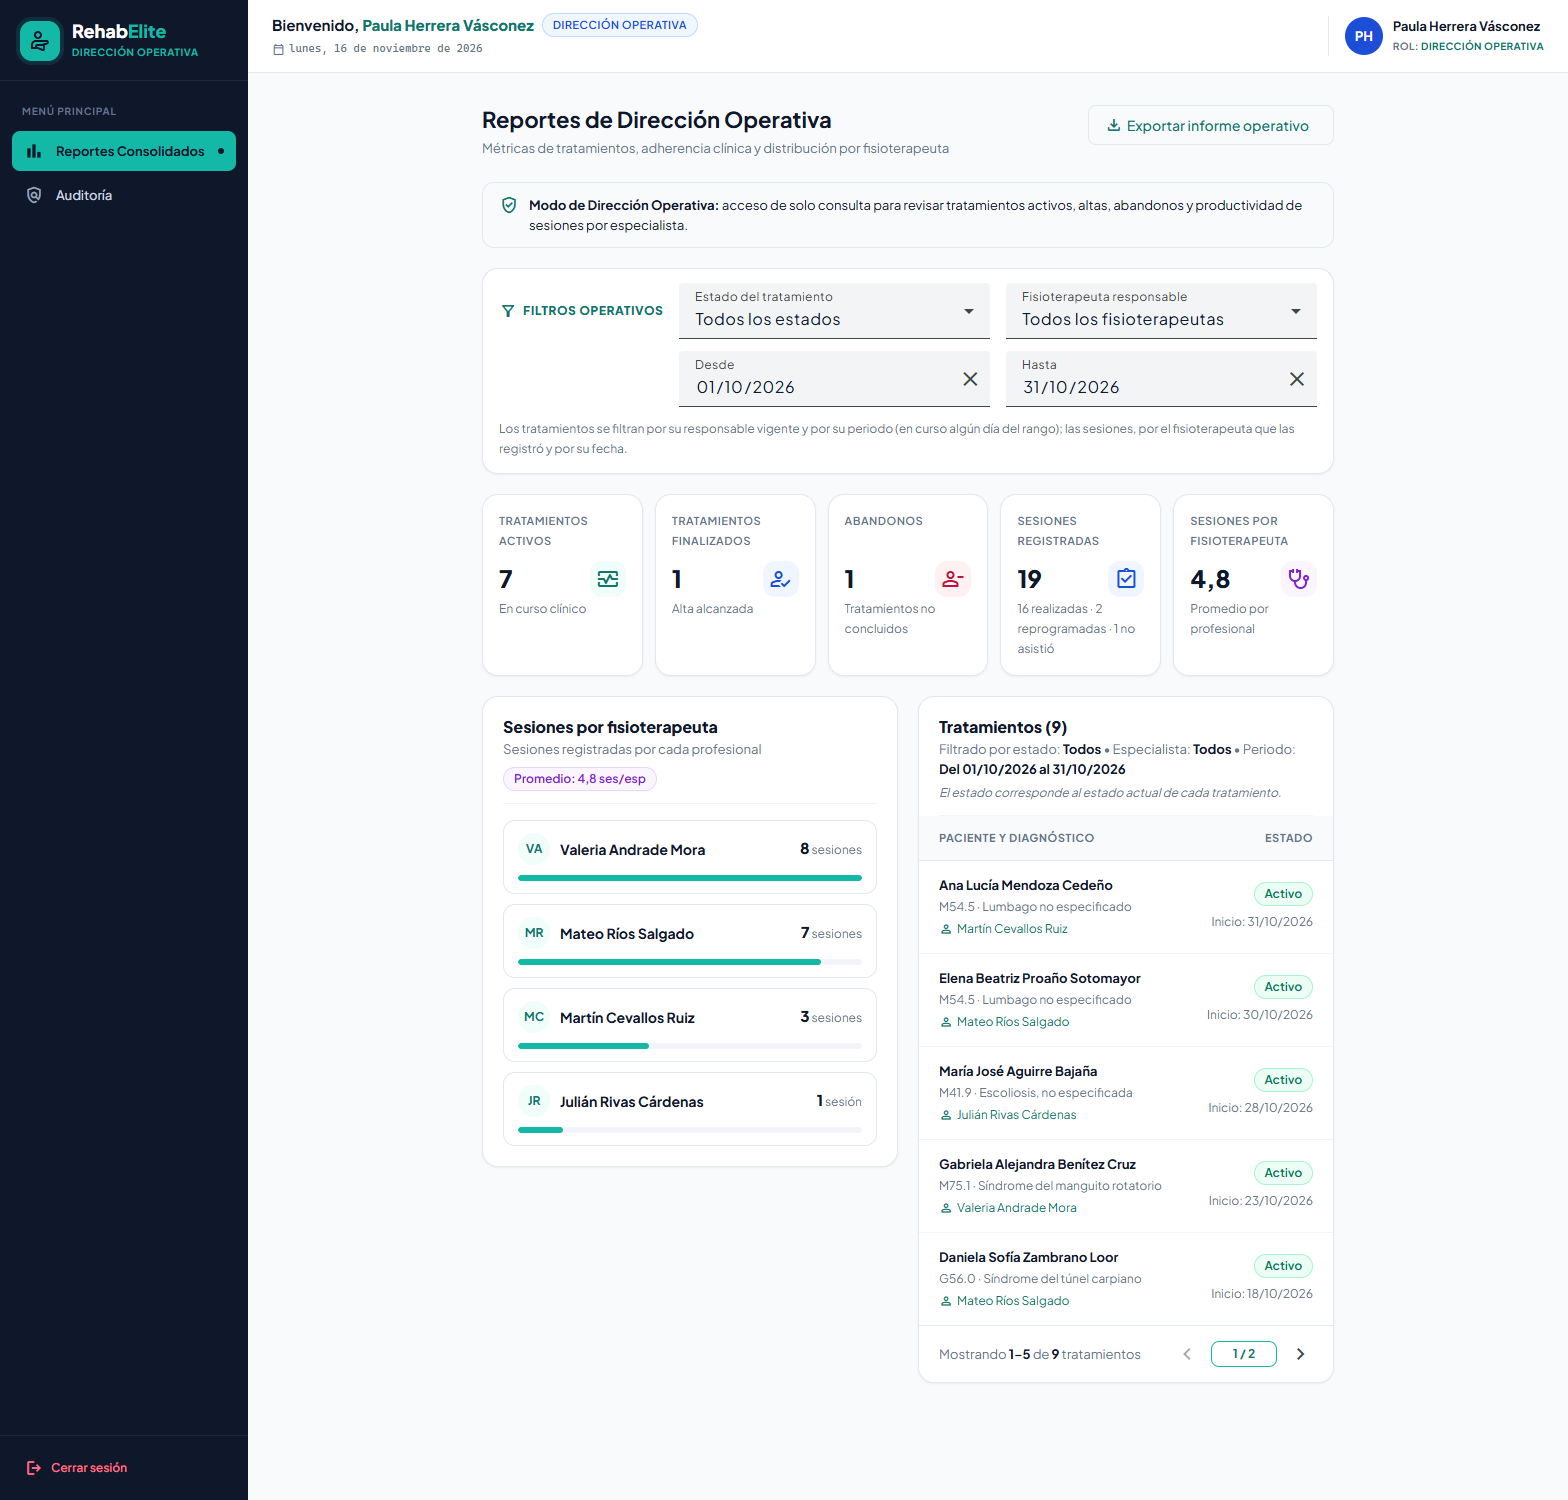 RehabElite
DIRECCIÓN OPERATIVA
MENÚ PRINCIPAL
Reportes Consolidados
Auditoría
Cerrar sesión
Bienvenido, Paula Herrera Vásconez DIRECCIÓN OPERATIVA
lunes, 16 de noviembre de 2026
PH
Paula Herrera Vásconez
ROL: DIRECCIÓN OPERATIVA
Reportes de Dirección Operativa
Métricas de tratamientos, adherencia clínica y distribución por fisioterapeuta
Exportar informe operativo
Modo de Dirección Operativa: acceso de solo consulta para revisar tratamientos activos, altas, abandonos y productividad de
sesiones por especialista.
FILTROS OPERATIVOS
Estado del tratamiento
Todos los estados
Fisioterapeuta responsable
Todos los fisioterapeutas
Desde
01/10/2026
Hasta
31/10/2026
Los tratamientos se filtran por su responsable vigente y por su periodo (en curso algún día del rango); las sesiones, por el fisioterapeuta que las
registró y por su fecha.
TRATAMIENTOS
ACTIVOS
7
En curso clínico
TRATAMIENTOS
FINALIZADOS
1
Alta alcanzada
ABANDONOS
1
Tratamientos no
concluidos
SESIONES
REGISTRADAS
19
16 realizadas · 2
reprogramadas · 1 no
asistió
SESIONES POR
FISIOTERAPEUTA
4,8
Promedio por
profesional
Sesiones por fisioterapeuta
Sesiones registradas por cada profesional
Promedio: 4,8 ses/esp
VA Valeria Andrade Mora 8 sesiones
MR Mateo Ríos Salgado 7 sesiones
MC Martín Cevallos Ruiz 3 sesiones
JR Julián Rivas Cárdenas 1 sesión
Tratamientos (9)
Filtrado por estado: Todos • Especialista: Todos • Periodo:
Del 01/10/2026 al 31/10/2026
El estado corresponde al estado actual de cada tratamiento.
PACIENTE Y DIAGNÓSTICO ESTADO
Ana Lucía Mendoza Cedeño
M54.5 · Lumbago no especificado
Martín Cevallos Ruiz
Activo
Inicio: 31/10/2026
Elena Beatriz Proaño Sotomayor
M54.5 · Lumbago no especificado
Mateo Ríos Salgado
Activo
Inicio: 30/10/2026
María José Aguirre Bajaña
M41.9 · Escoliosis, no especificada
Julián Rivas Cárdenas
Activo
Inicio: 28/10/2026
Gabriela Alejandra Benítez Cruz
M75.1 · Síndrome del manguito rotatorio
Valeria Andrade Mora
Activo
Inicio: 23/10/2026
Daniela Sofía Zambrano Loor
G56.0 · Síndrome del túnel carpiano
Mateo Ríos Salgado
Activo
Inicio: 18/10/2026
Mostrando 1–5 de 9 tratamientos
1 / 2